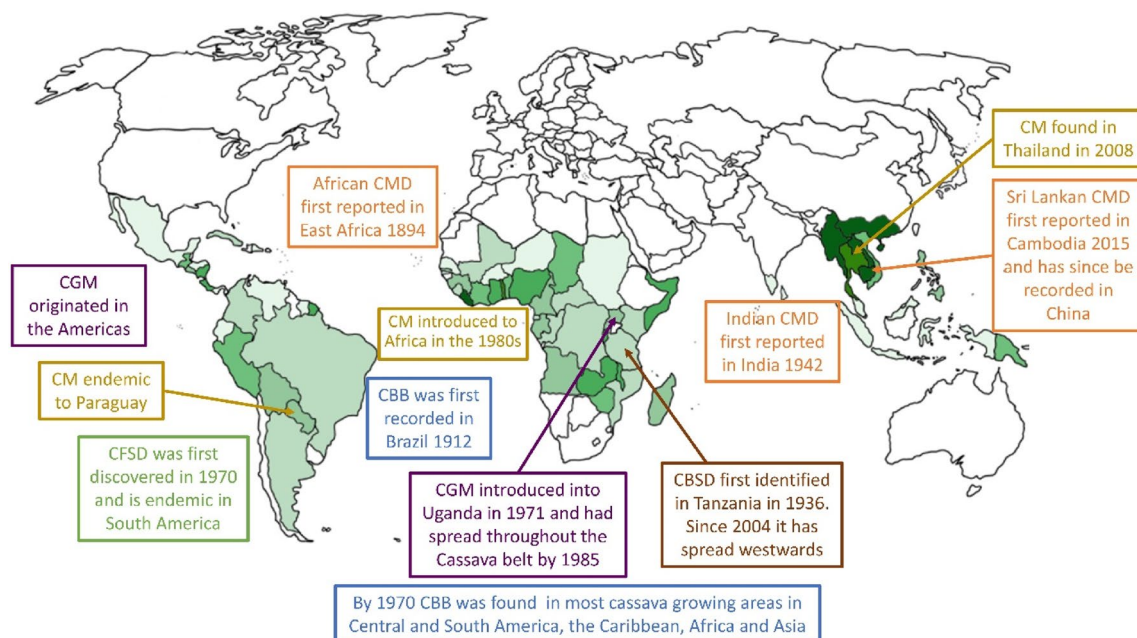 CM found in
Thailand in 2008
African CMD
first reported in
East Africa 1894
Sri Lankan CMD
first reported in
Cambodia 2015
and has since be
recorded in
China
CGM
originated in
the Americas
CM introduced to
Africa in the 1980s
Indian CMD
first reported
in India 1942
CM endemic
to Paraguay
CBB was first
recorded in
Brazil 1912
CFSD was first
discovered in 1970
and is endemic in
South America
CGM introduced into
Uganda in 1971 and had
spread throughout the
Cassava belt by 1985
CBSD first identified
in Tanzania in 1936.
Since 2004 it has
spread westwards
By 1970 CBB was found in most cassava growing areas in
Central and South America, the Caribbean, Africa and Asia